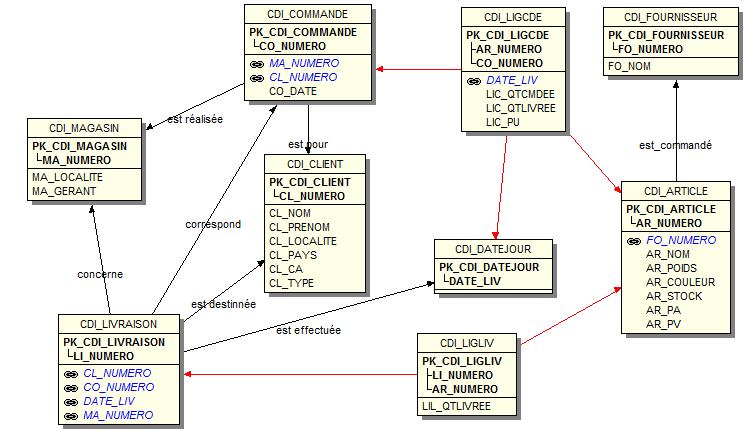 CDI_COMMANDE
PK_CDI_COMMANDE
CO_NUMERO
MA_NUMERO
CL_NUMERO
CO_DATE
CDI_LIGCDE
PK_CDI_LIGCDE
AR_NUMERO
CO_NUMERO
DATE_LIV
LIC_QTCMDEE
LIC_QTLIVREE
LIC_PU
CDI_FOURNISSEUR
PK_CDI_FOURNISSEUR
FO_NUMERO
FO_NOM
est réalisée
est pour
est_commandé
CDI_MAGASIN
PK_CDI_MAGASIN
MA_NUMERO
MA_LOCALITE
MA_GERANT
CDI_CLIENT
PK_CDI_CLIENT
CL_NUMERO
CL_NOM
CL_PRENOM
CL_LOCALITE
CL_PAYS
CL_CA
CL_TYPE
CDI_ARTICLE
PK_CDI_ARTICLE
AR_NUMERO
FO_NUMERO
AR_NOM
AR_POIDS
AR_COULEUR
AR_STOCK
AR_PA
AR_PV
correspond
CDI_DATEJOUR
PK_CDI_DATEJOUR
DATE_LIV
concerne
est destinnée
est effectuée
CDI_LIVRAISON
PK_CDI_LIVRAISON
LI_NUMERO
CL_NUMERO
CO_NUMERO
DATE_LIV
MA_NUMERO
CDI_LIGLIV
PK_CDI_LIGLIV
LI_NUMERO
AR_NUMERO
LIL_QTLIVREE